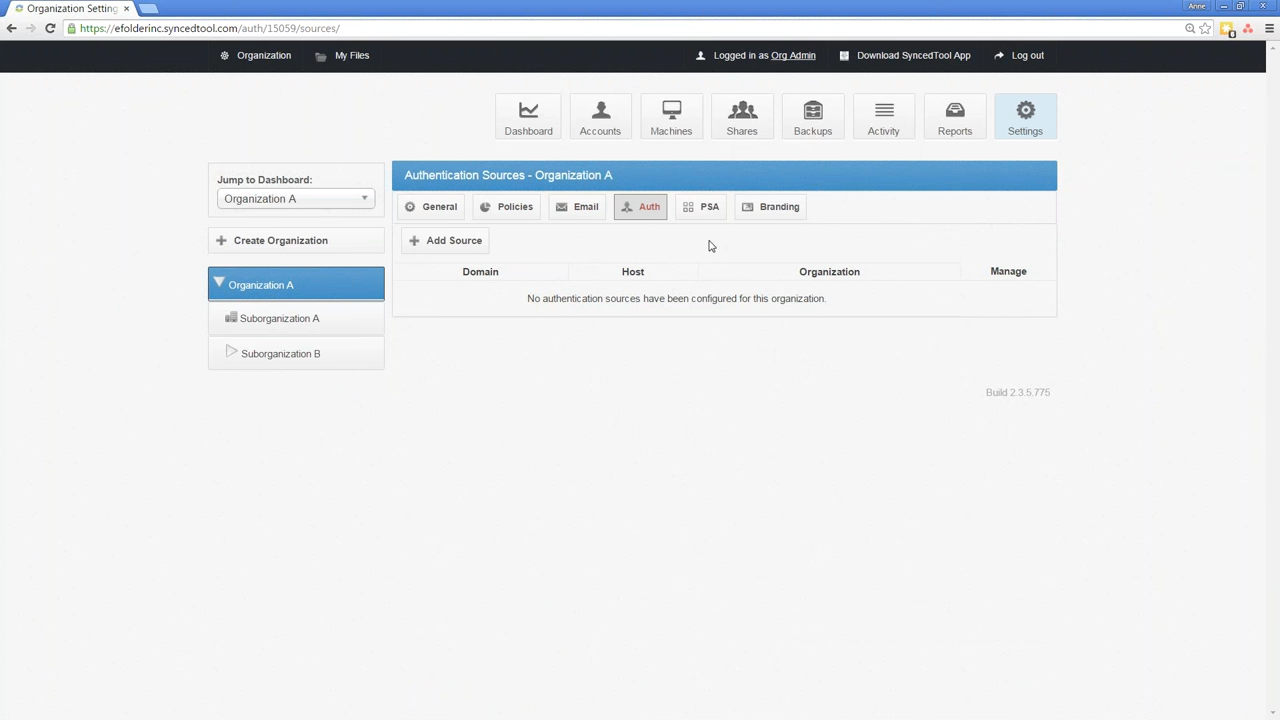 Organization Setting
Anne
https://efolderinc.syncedtool.com/auth/15059/sources/
Organization
My Files
Logged in as Org Admin
Download SyncedTool App
Log out
Dashboard
Accounts
Machines
Shares
Backups
Activity
Reports
Settings
Jump to Dashboard:
Organization A
Create Organization
Organization A
Suborganization A
Suborganization B
Authentication Sources - Organization A
General
Policies
Email
Auth
PSA
Branding
Add Source
Domain
Host
Organization
Manage
No authentication sources have been configured for this organization.
Build 2.3.5.775